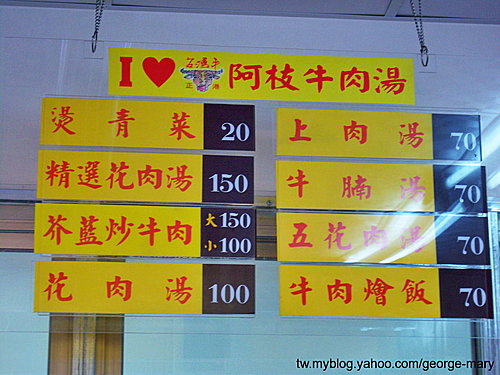 I ♥ 阿枝牛肉湯
正 港
燙青菜 20
精選花肉湯 150
芥藍炒牛肉 大150 小100
花肉湯 100
上肉湯 70
牛腩湯 70
五花肉湯 70
牛肉燴飯 70
tw.myblog.yahoo.com/george-mary